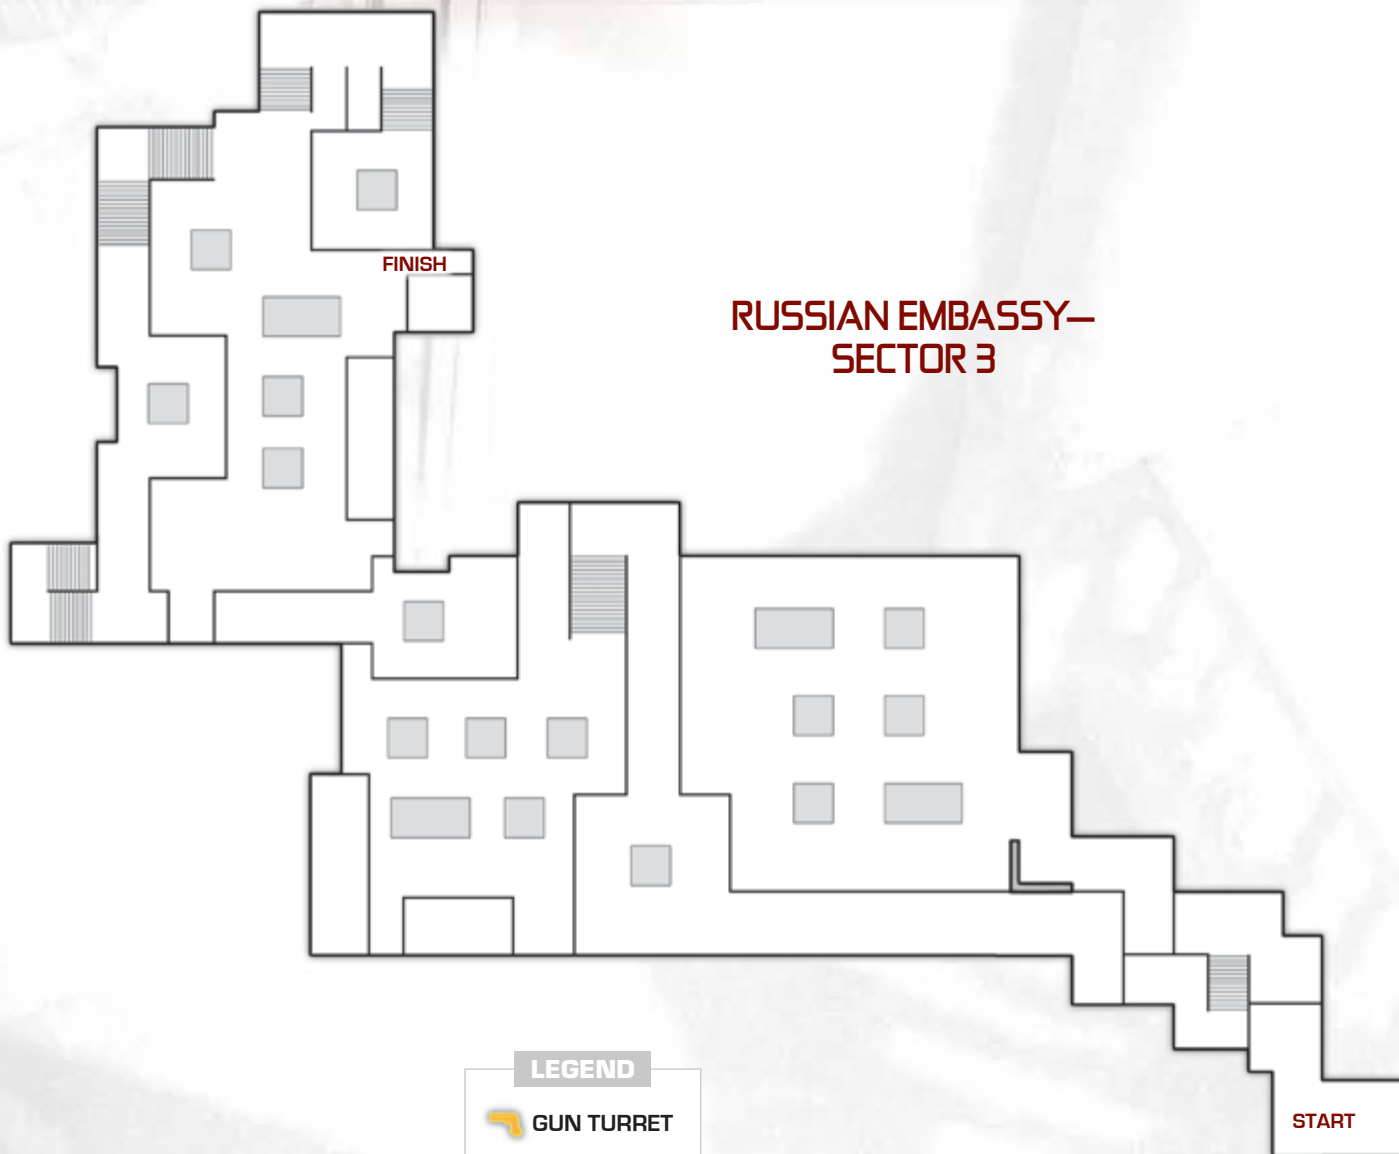 FINISH
RUSSIAN EMBASSY—
SECTOR 3
LEGEND
GUN TURRET
START